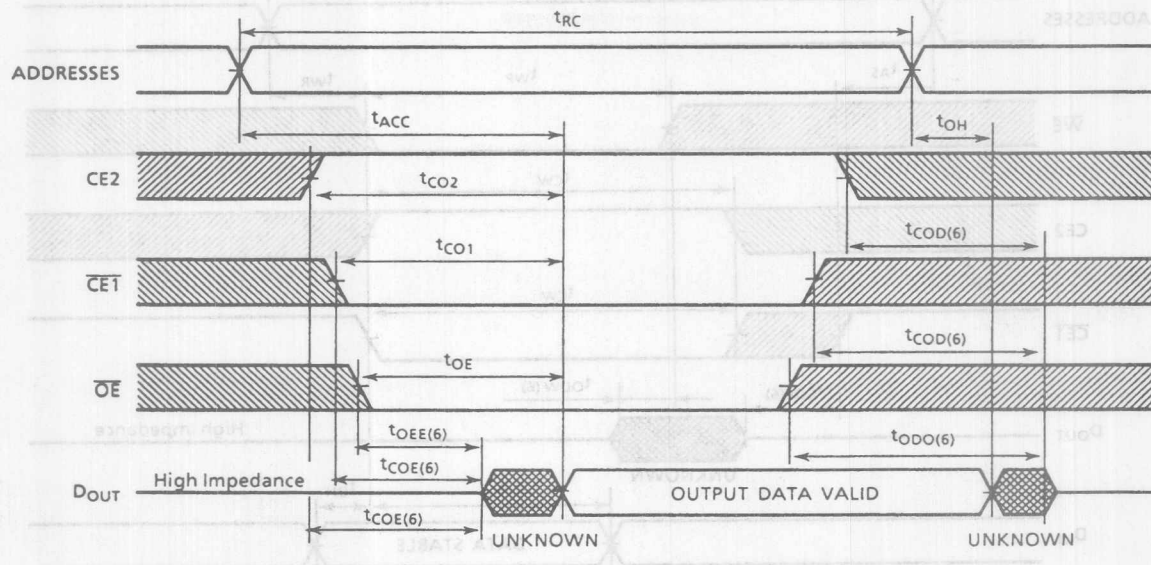 tRC
ADDRESSES
tACC
tOH
CE2
tCO2
tCOD(6)
tCO1
CE1
tCOD(6)
tOE
OE
tOEE(6)
tODO(6)
High Impedance
tCOE(6)
DOUT
OUTPUT DATA VALID
tCOE(6)
UNKNOWN
UNKNOWN